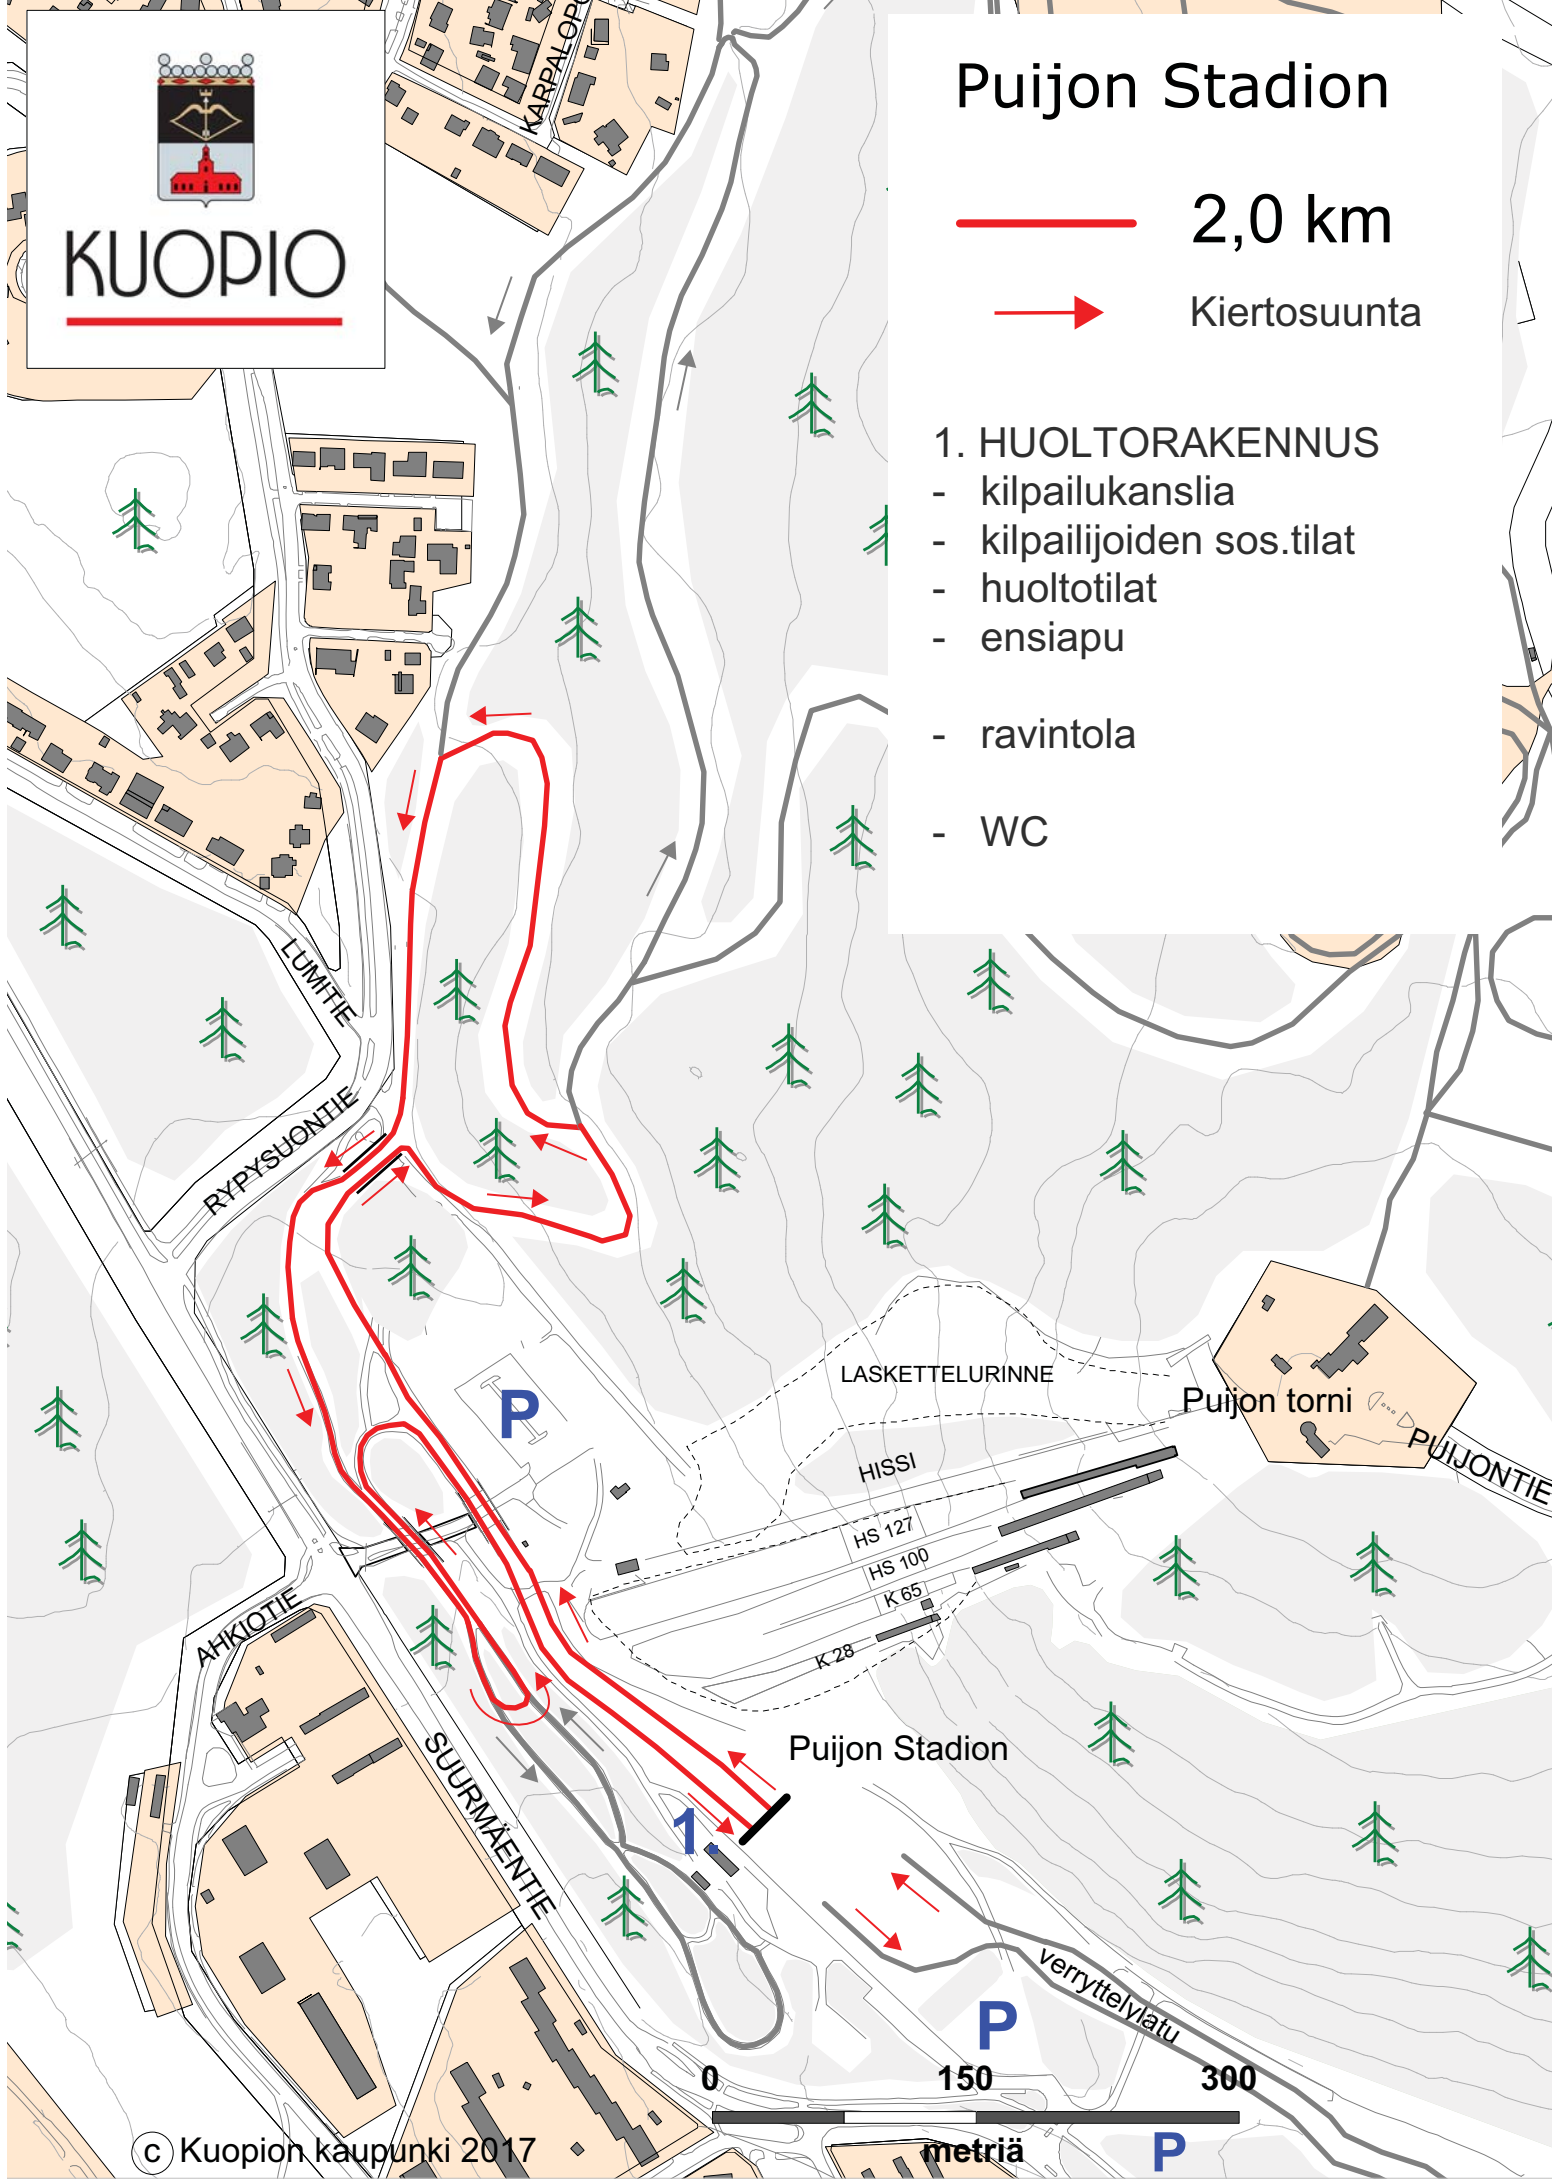 KARPALOPO
KUOPIO
Puijon Stadion
2,0 km
Kiertosuunta
1. HUOLTORAKENNUS
- kilpailukanslia
- kilpailijoiden sos.tilat
- huoltotilat
- ensiapu
- ravintola
- WC
LUMITIE
RYPYSUONTIE
LASKETTELURINNE
Puijon torni
P
PUIJONTIE
HISSI
HS 127
HS 100
K 65
K 28
AHKIOTIE
SUURMÄENTIE
Puijon Stadion
1.
verryttelylatu
P
0 150 300
metriä
P
c Kuopion kaupunki 2017